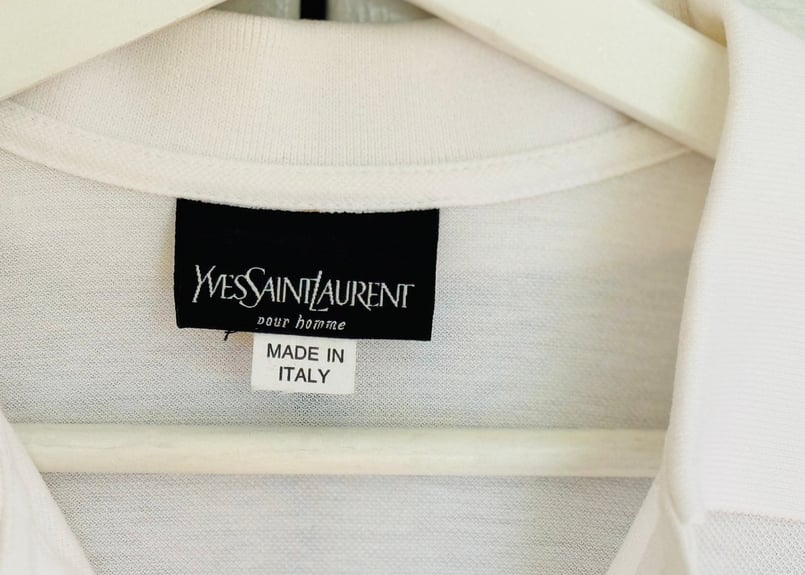 YVESSAINTLAURENT
pour homme
MADE IN
ITALY